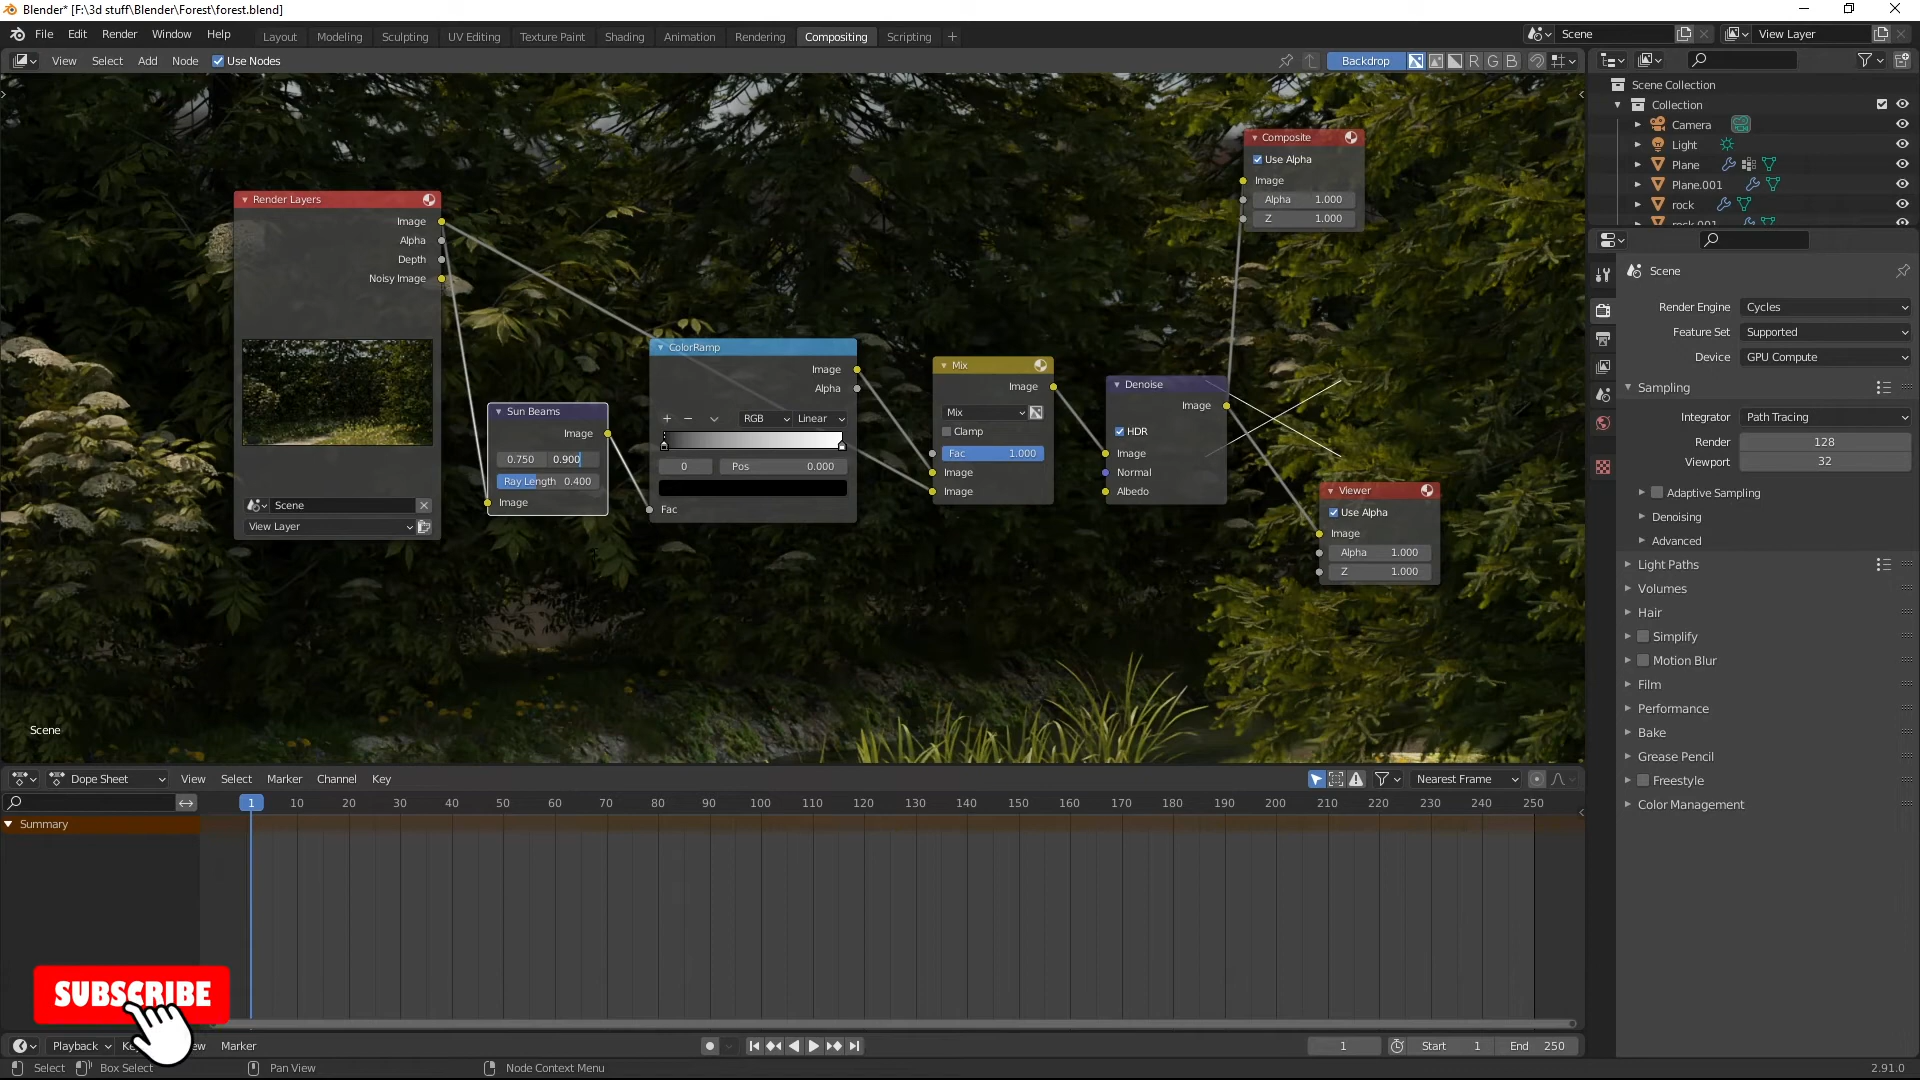 Blender* [F:\3d stuff\Blender\Forest\forest.blend]
File Edit Render Window Help
Layout Modeling Sculpting UV Editing Texture Paint Shading Animation Rendering Compositing Scripting +
Scene
View Layer
View Select Add Node Use Nodes
Backdrop R G B
Scene Collection
Collection
Camera
Light
Plane
Plane.001
rock
rock.001
Render Layers
Image
Alpha
Depth
Noisy Image
Scene
View Layer
Sun Beams
Image
0.750 0.900
Ray Length 0.400
Image
ColorRamp
Image
Alpha
+ − RGB Linear
0 Pos 0.000
Fac
Mix
Image
Mix
Clamp
Fac 1.000
Image
Image
Denoise
Image
HDR
Image
Normal
Albedo
Composite
Use Alpha
Image
Alpha 1.000
Z 1.000
Viewer
Use Alpha
Image
Alpha 1.000
Z 1.000
Scene
Scene
Render Engine Cycles
Feature Set Supported
Device GPU Compute
Sampling
Integrator Path Tracing
Render 128
Viewport 32
Adaptive Sampling
Denoising
Advanced
Light Paths
Volumes
Hair
Simplify
Motion Blur
Film
Performance
Bake
Grease Pencil
Freestyle
Color Management
Dope Sheet View Select Marker Channel Key
Nearest Frame
1 10 20 30 40 50 60 70 80 90 100 110 120 130 140 150 160 170 180 190 200 210 220 230 240 250
Summary
SUBSCRIBE
Playback Marker
1 Start 1 End 250
Select Box Select Pan View Node Context Menu
2.91.0